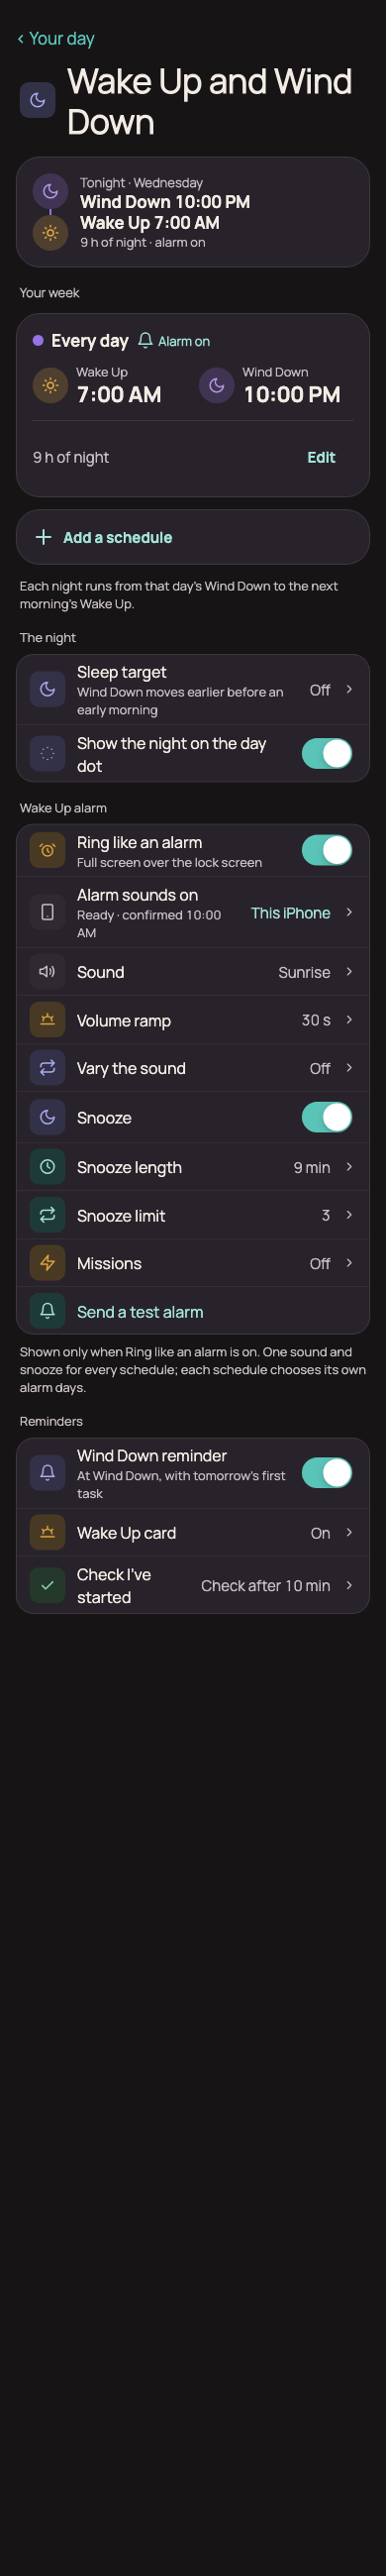 ‹ Your day
Wake Up and Wind
Down
Tonight · Wednesday
Wind Down 10:00 PM
Wake Up 7:00 AM
9 h of night · alarm on
Your week
Every day Alarm on
Wake Up Wind Down
7:00 AM 10:00 PM
9 h of night Edit
Add a schedule
Each night runs from that day's Wind Down to the next
morning's Wake Up.
The night
Sleep target
Wind Down moves earlier before an
early morning
Off
Show the night on the day
dot
Wake Up alarm
Ring like an alarm
Full screen over the lock screen
Alarm sounds on
Ready · confirmed 10:00
AM
This iPhone
Sound Sunrise
Volume ramp 30 s
Vary the sound Off
Snooze
Snooze length 9 min
Snooze limit 3
Missions Off
Send a test alarm
Shown only when Ring like an alarm is on. One sound and
snooze for every schedule; each schedule chooses its own
alarm days.
Reminders
Wind Down reminder
At Wind Down, with tomorrow's first
task
Wake Up card On
Check I've
started
Check after 10 min